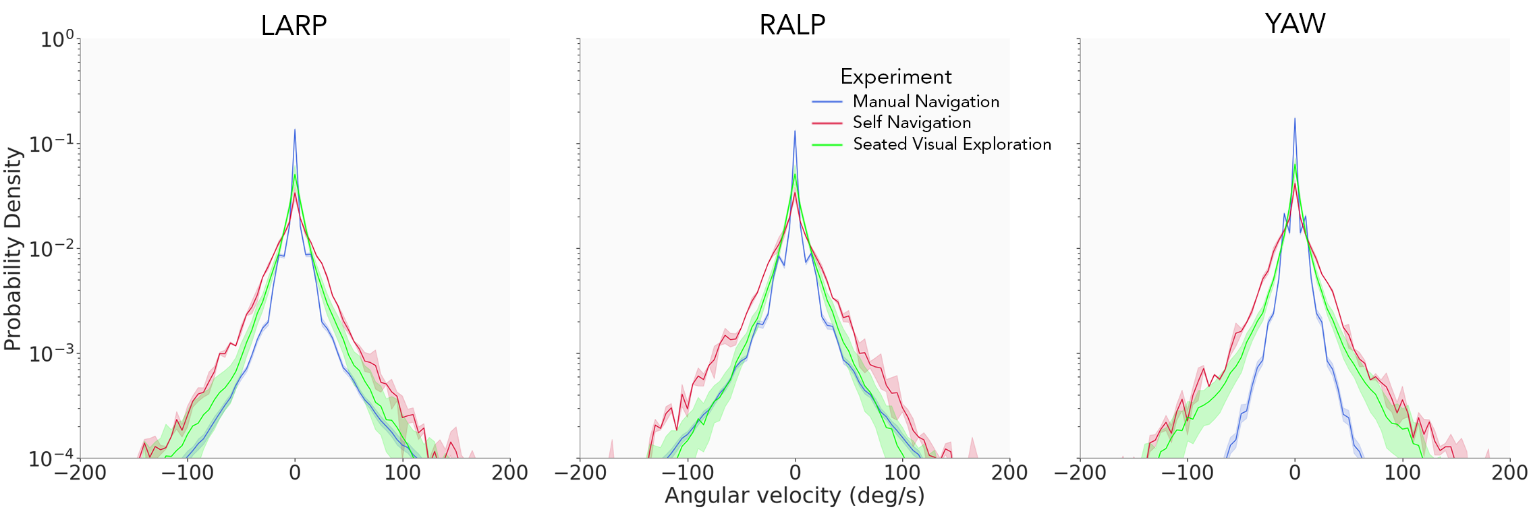 LARP
RALP
YAW
Probability Density
10⁰
10⁻¹
10⁻²
10⁻³
10⁻⁴
Experiment
Manual Navigation
Self Navigation
Seated Visual Exploration
−200 −100 0 100 200
−200 −100 0 100 200
−200 −100 0 100 200
Angular velocity (deg/s)